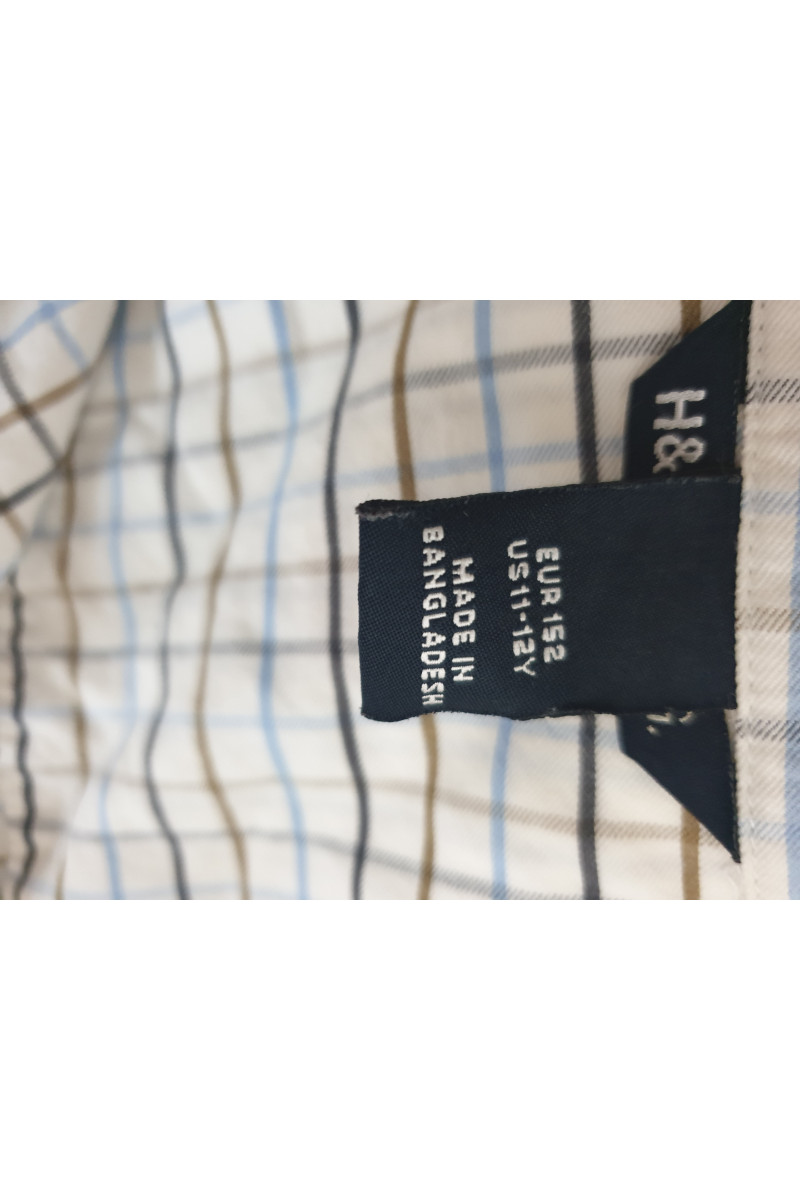 H&
EUR 152
US 11-12Y
MADE IN
BANGLADESH